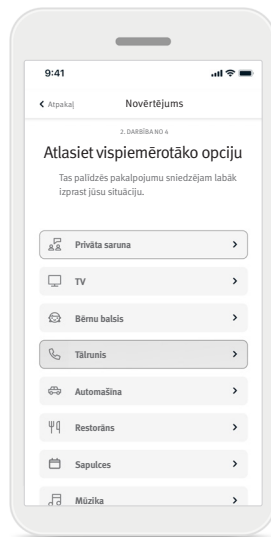 9:41
Atpakaļ
Novērtējums
2. DARBĪBA NO 4
Atlasiet vispiemērotāko opciju
Tas palīdzēs pakalpojumu sniedzējam labāk
izprast jūsu situāciju.
Privāta saruna
TV
Bērnu balsis
Tālrunis
Automašīna
Restorāns
Sapulces
Mūzika